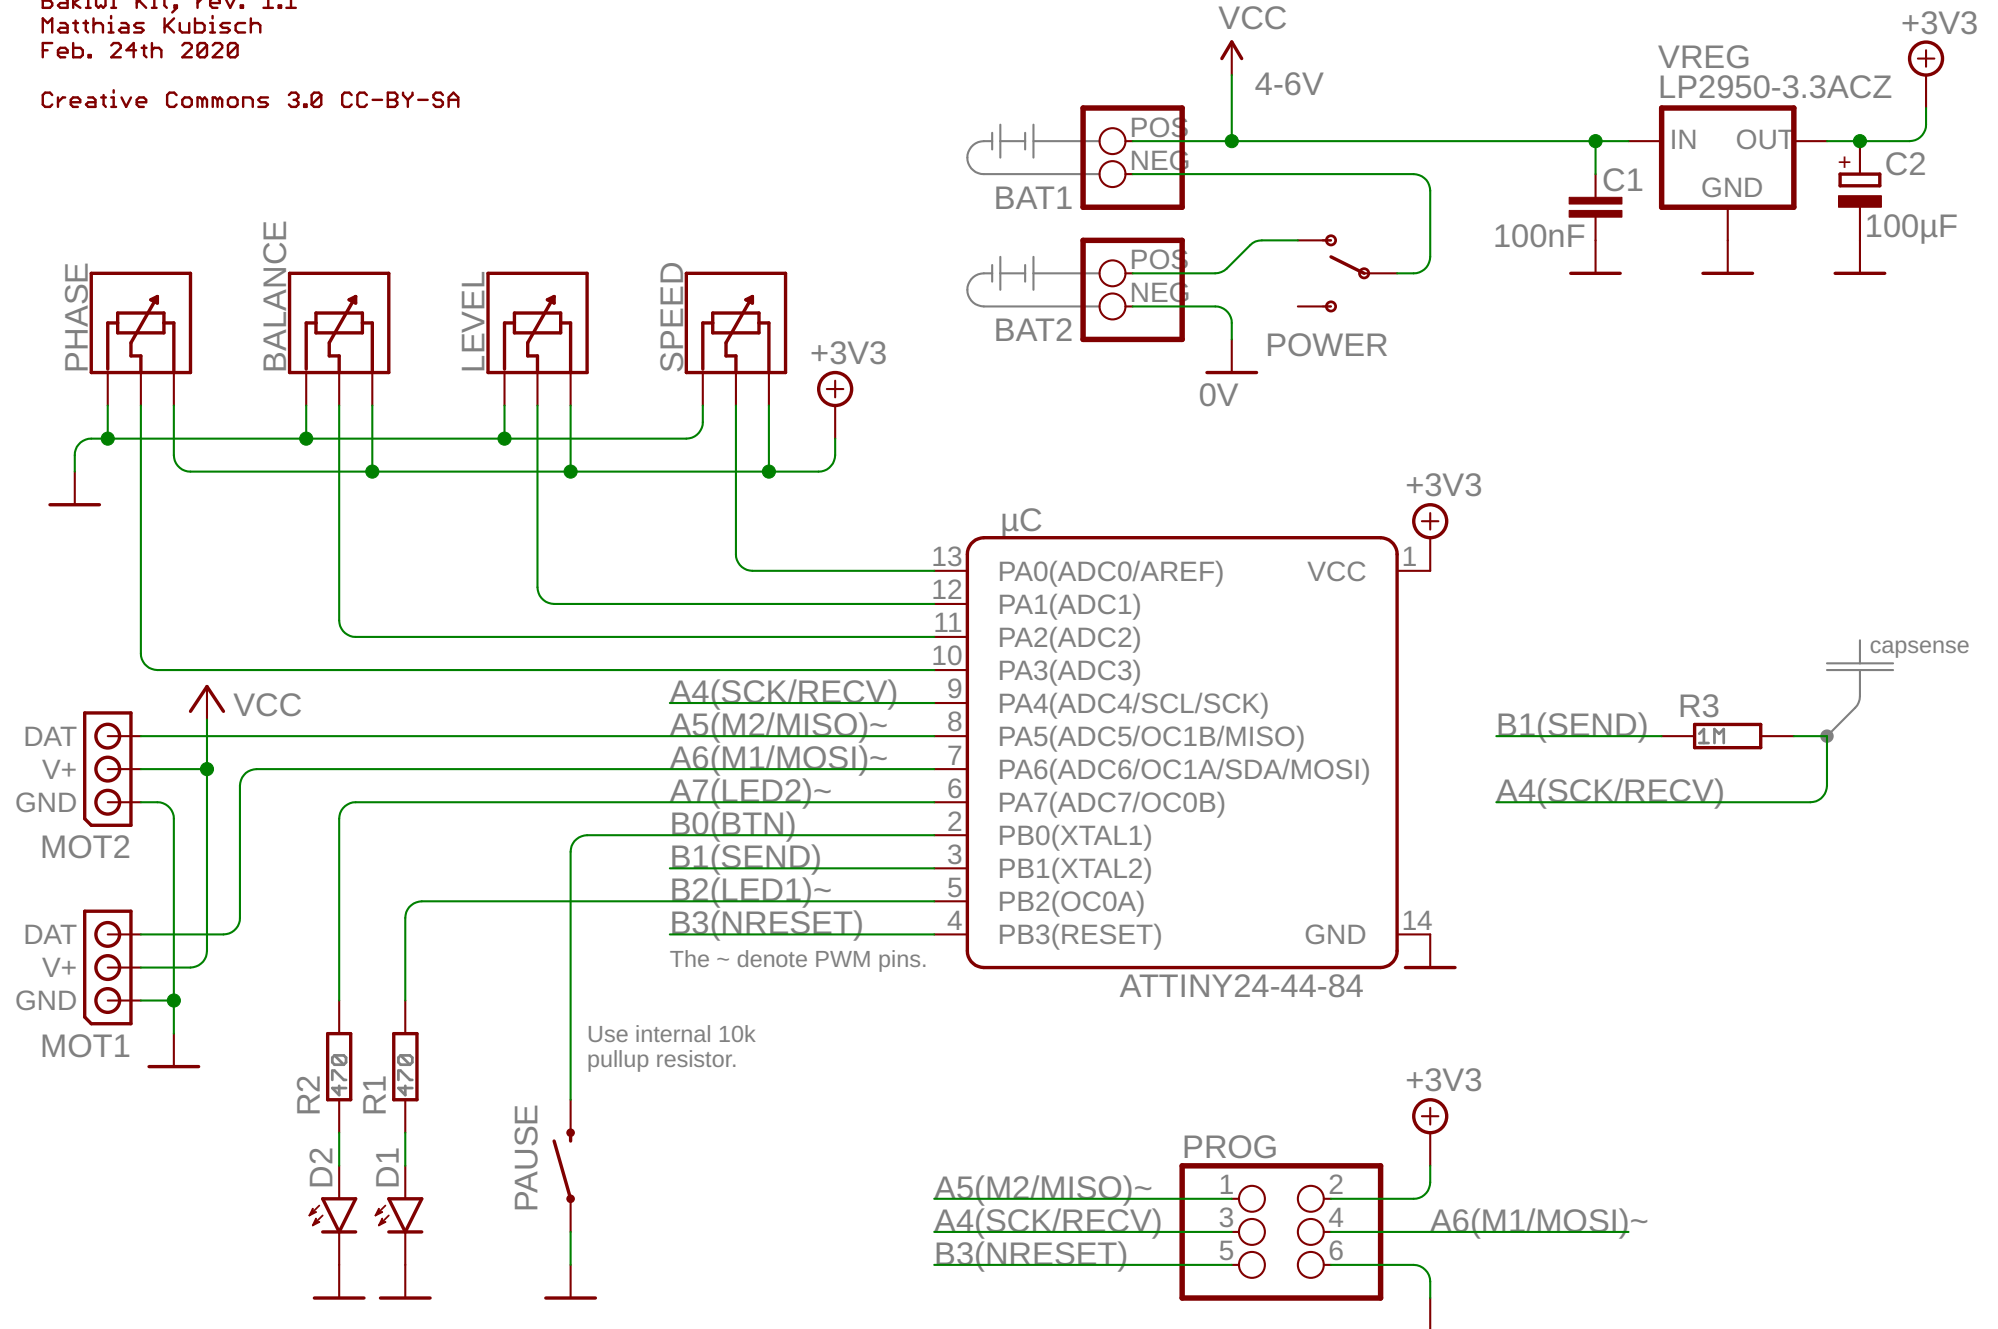 Bakiwi Kit, rev. 1.1
Matthias Kubisch
Feb. 24th 2020
Creative Commons 3.0 CC-BY-SA
VCC
4-6V
+3V3
VREG
LP2950-3.3ACZ
IN
OUT
GND
C1
100nF
+
C2
100µF
POS
NEG
BAT1
POS
NEG
BAT2
POWER
0V
PHASE
BALANCE
LEVEL
SPEED
+3V3
+3V3
µC
13
12
11
10
9
8
7
6
2
3
5
4
PA0(ADC0/AREF)
PA1(ADC1)
PA2(ADC2)
PA3(ADC3)
PA4(ADC4/SCL/SCK)
PA5(ADC5/OC1B/MISO)
PA6(ADC6/OC1A/SDA/MOSI)
PA7(ADC7/OC0B)
PB0(XTAL1)
PB1(XTAL2)
PB2(OC0A)
PB3(RESET)
VCC
1
GND
14
ATTINY24-44-84
A4(SCK/RECV)
A5(M2/MISO)~
A6(M1/MOSI)~
A7(LED2)~
B0(BTN)
B1(SEND)
B2(LED1)~
B3(NRESET)
The ~ denote PWM pins.
VCC
DAT
V+
GND
MOT2
DAT
V+
GND
MOT1
capsense
R3
1M
B1(SEND)
A4(SCK/RECV)
Use internal 10k
pullup resistor.
R2
470
R1
470
D2
D1
PAUSE
+3V3
PROG
A5(M2/MISO)~
A4(SCK/RECV)
B3(NRESET)
1
2
3
4
5
6
A6(M1/MOSI)~